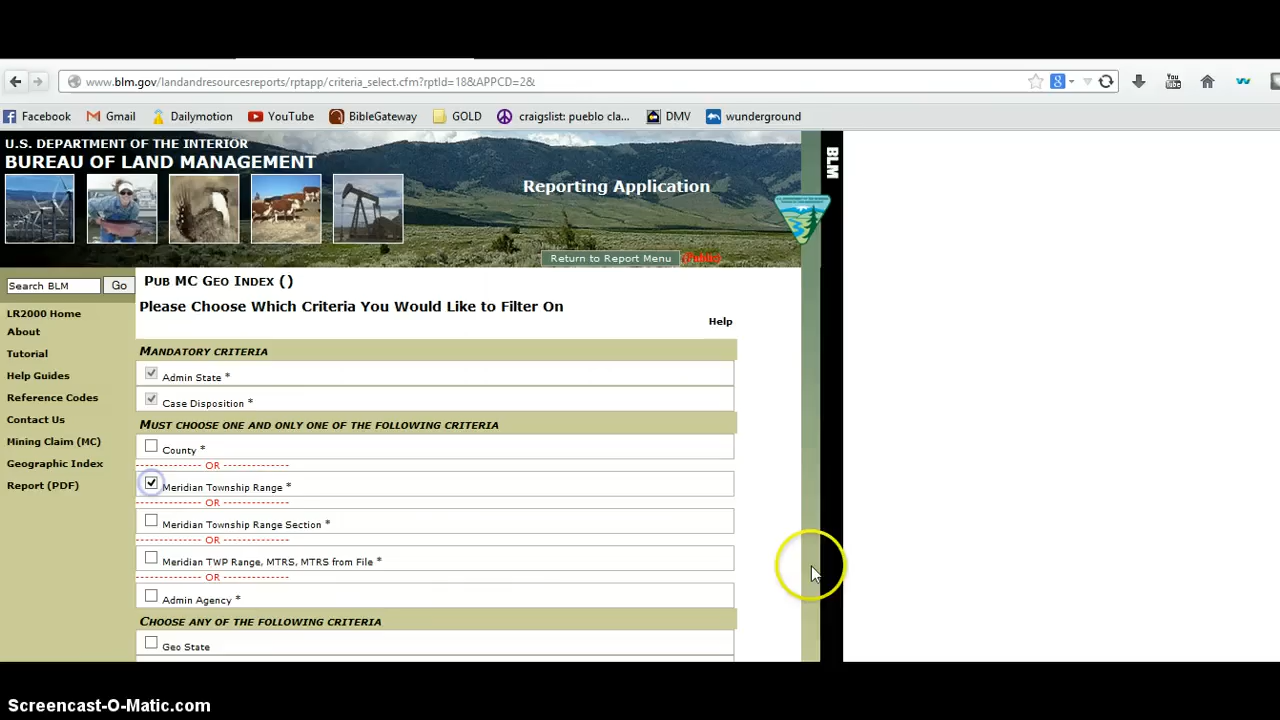 www.blm.gov/landandresourcesreports/rptapp/criteria_select.cfm?rptId=18&APPCD=2&
Facebook Gmail Dailymotion YouTube BibleGateway GOLD craigslist: pueblo cla... DMV wunderground
U.S. DEPARTMENT OF THE INTERIOR
BUREAU OF LAND MANAGEMENT
Reporting Application
BLM
Return to Report Menu (Public)
Search BLM Go
PUB MC GEO INDEX ()
Please Choose Which Criteria You Would Like to Filter On
Help
LR2000 Home
About
Tutorial
Help Guides
Reference Codes
Contact Us
Mining Claim (MC)
Geographic Index
Report (PDF)
MANDATORY CRITERIA
Admin State *
Case Disposition *
MUST CHOOSE ONE AND ONLY ONE OF THE FOLLOWING CRITERIA
County *
------------- OR -------------
Meridian Township Range *
------------- OR -------------
Meridian Township Range Section *
------------- OR -------------
Meridian TWP Range, MTRS, MTRS from File *
------------- OR -------------
Admin Agency *
CHOOSE ANY OF THE FOLLOWING CRITERIA
Geo State
Screencast-O-Matic.com